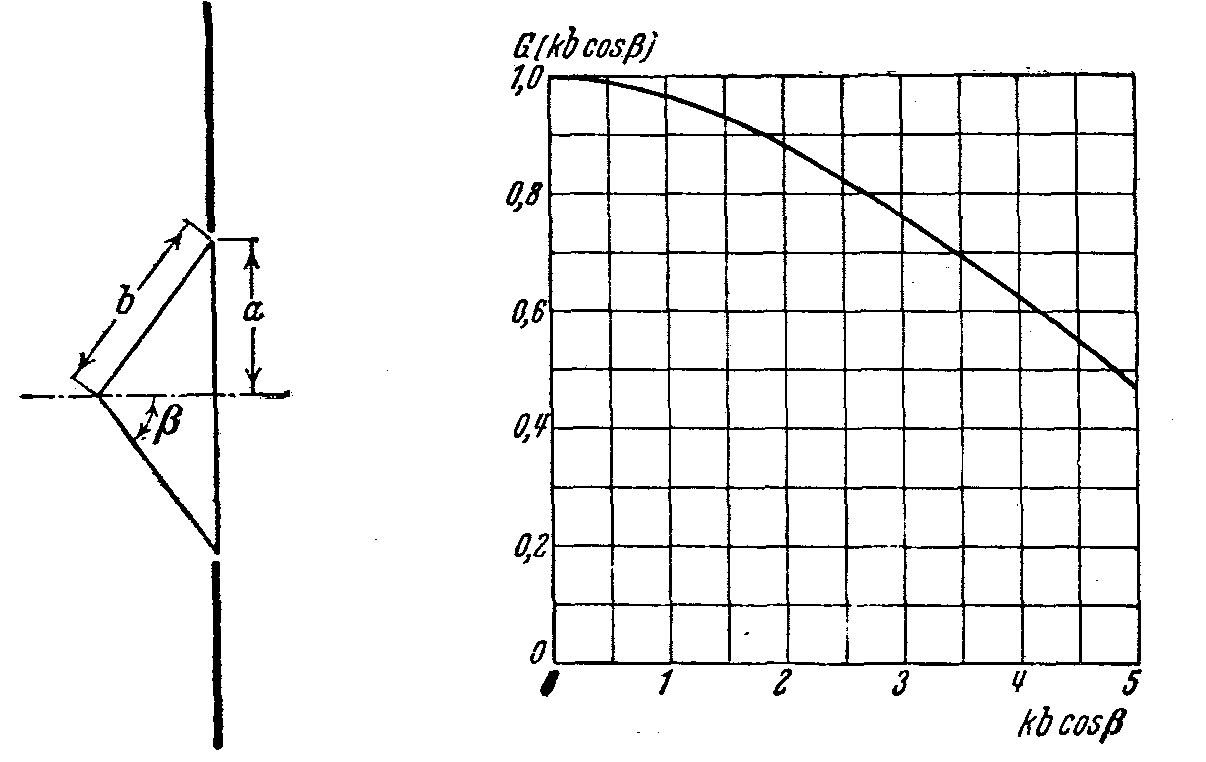 b
a
β
G(kb cosβ)
1,0
0,8
0,6
0,4
0,2
0
0 1 2 3 4 5
kb cosβ